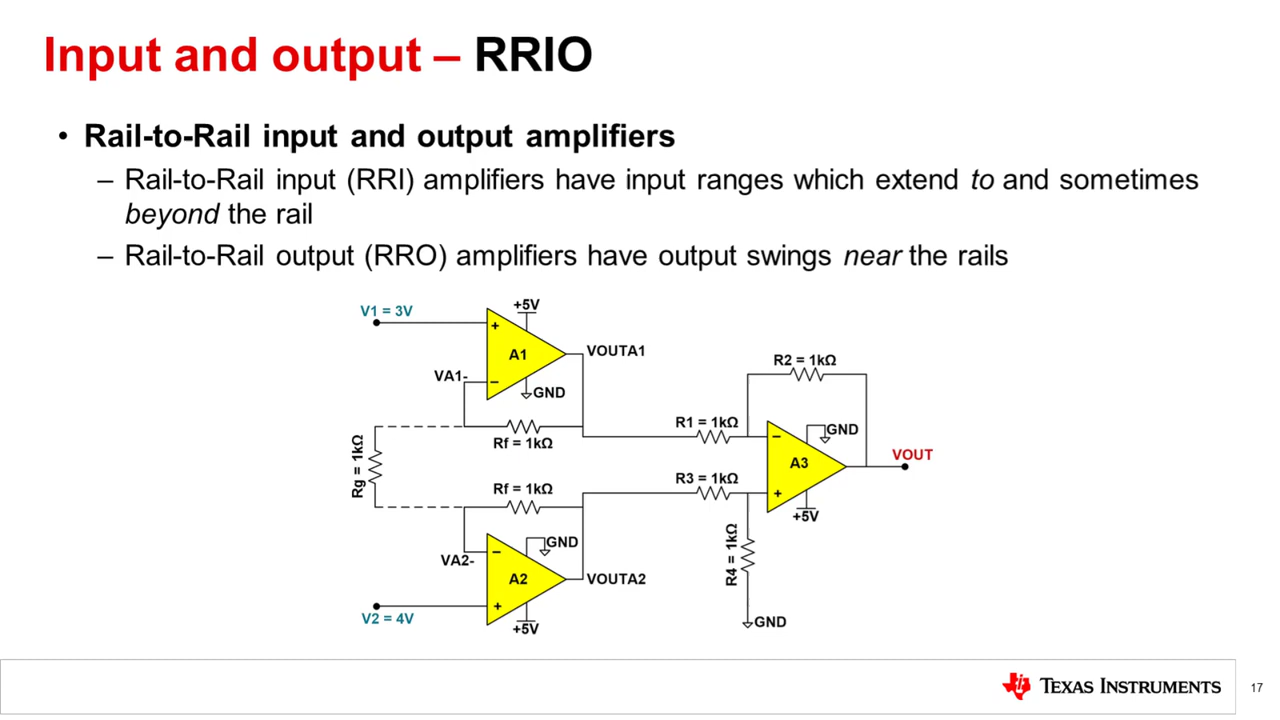 Input and output – RRIO
• Rail-to-Rail input and output amplifiers
– Rail-to-Rail input (RRI) amplifiers have input ranges which extend to and sometimes
beyond the rail
– Rail-to-Rail output (RRO) amplifiers have output swings near the rails
V1 = 3V
+5V
+
A1
VOUTA1
VA1-
–
GND
R2 = 1kΩ
Rf = 1kΩ
R1 = 1kΩ
GND
–
A3
VOUT
Rg = 1kΩ
Rf = 1kΩ
R3 = 1kΩ
+
+5V
GND
VA2-
–
A2
VOUTA2
R4 = 1kΩ
+
V2 = 4V
+5V
GND
TEXAS INSTRUMENTS
17